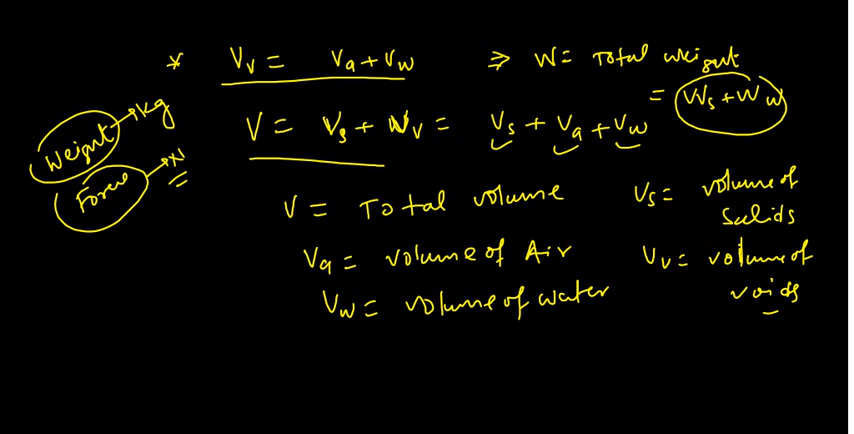 * Vv = Va + Vw ⇒ W = Total weight
= Ws + Ww
Weight → kg
V = Vs + Vv = Vs + Va + Vw
Force → N
V = Total volume Vs = volume of solids
Va = volume of Air Vv = volume of voids
Vw = volume of water